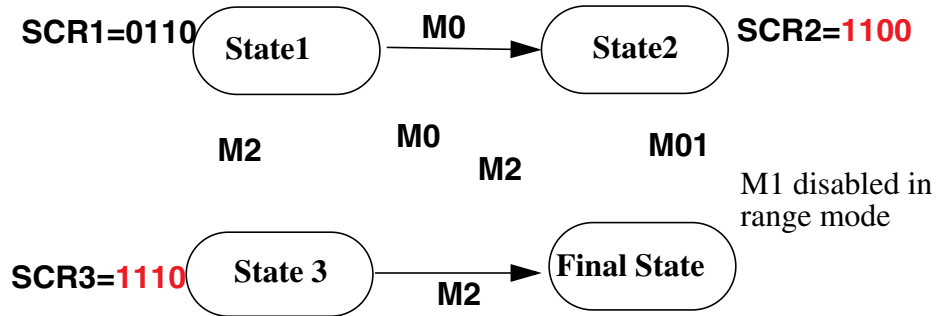 SCR1=0110
State1
M0
State2
SCR2=1100
M2
M0
M2
M01
M1 disabled in
range mode
SCR3=1110
State 3
M2
Final State